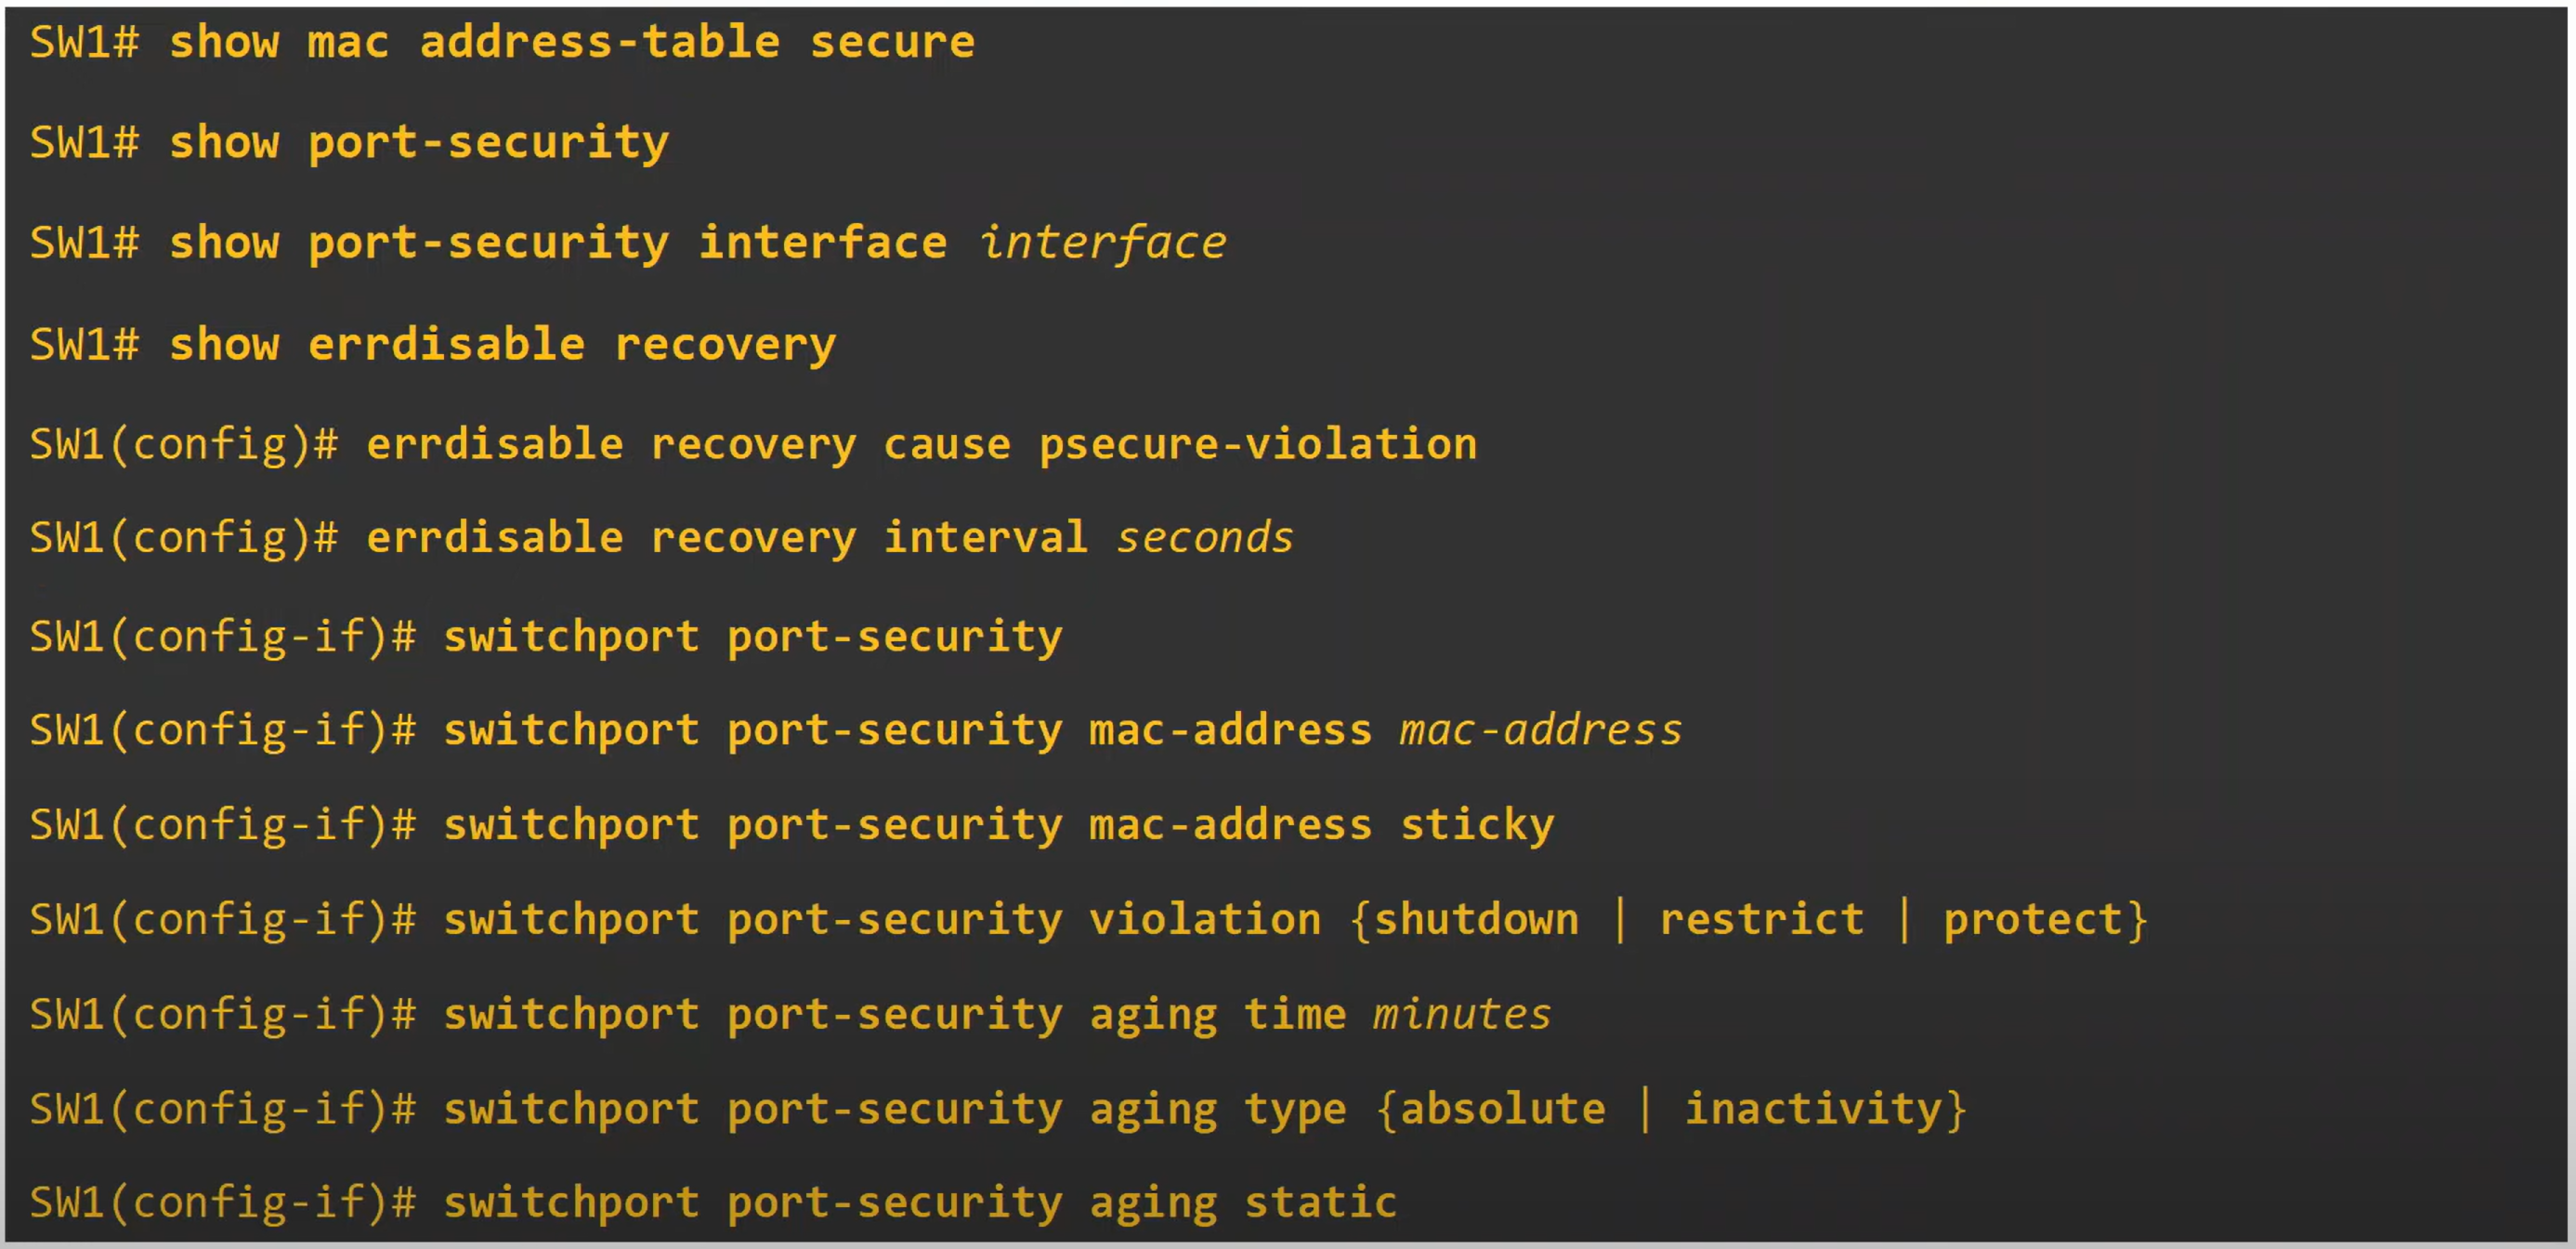 SW1# show mac address-table secure
SW1# show port-security
SW1# show port-security interface interface
SW1# show errdisable recovery
SW1(config)# errdisable recovery cause psecure-violation
SW1(config)# errdisable recovery interval seconds
SW1(config-if)# switchport port-security
SW1(config-if)# switchport port-security mac-address mac-address
SW1(config-if)# switchport port-security mac-address sticky
SW1(config-if)# switchport port-security violation {shutdown | restrict | protect}
SW1(config-if)# switchport port-security aging time minutes
SW1(config-if)# switchport port-security aging type {absolute | inactivity}
SW1(config-if)# switchport port-security aging static